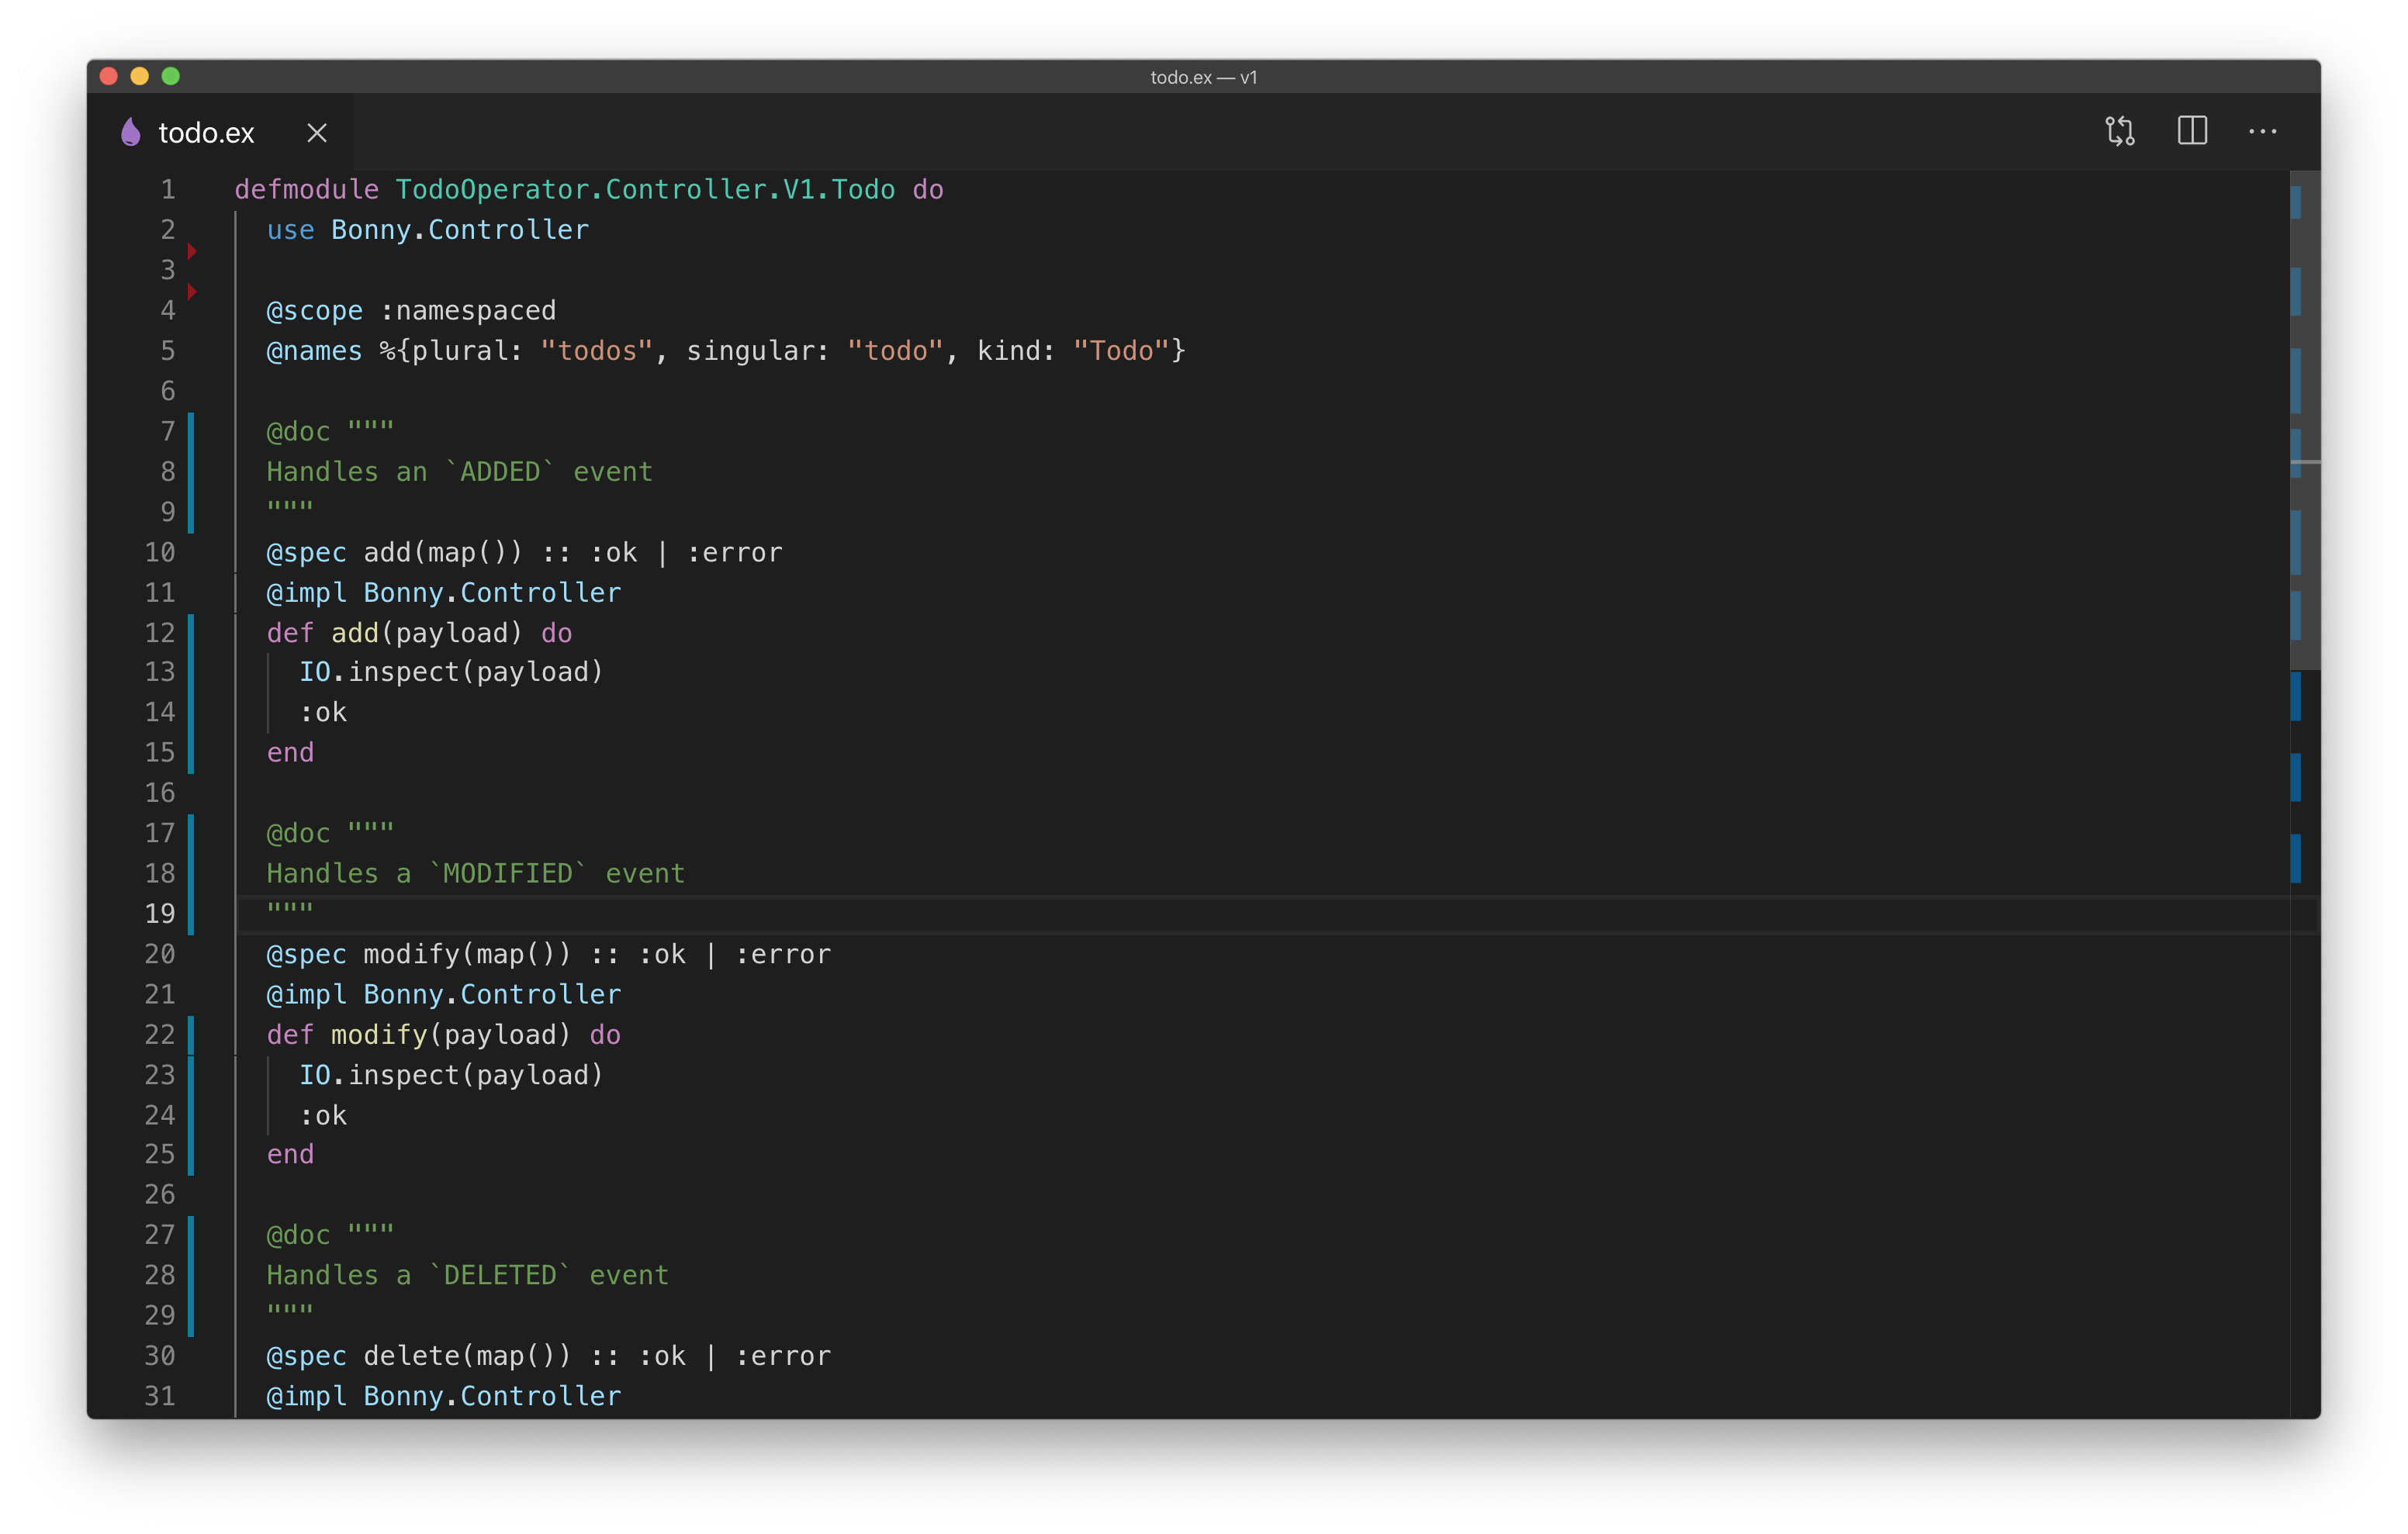 todo.ex — v1
todo.ex
1 defmodule TodoOperator.Controller.V1.Todo do
2   use Bonny.Controller
3
4   @scope :namespaced
5   @names %{plural: "todos", singular: "todo", kind: "Todo"}
6
7   @doc """
8   Handles an `ADDED` event
9   """
10   @spec add(map()) :: :ok | :error
11   @impl Bonny.Controller
12   def add(payload) do
13     IO.inspect(payload)
14     :ok
15   end
16
17   @doc """
18   Handles a `MODIFIED` event
19   """
20   @spec modify(map()) :: :ok | :error
21   @impl Bonny.Controller
22   def modify(payload) do
23     IO.inspect(payload)
24     :ok
25   end
26
27   @doc """
28   Handles a `DELETED` event
29   """
30   @spec delete(map()) :: :ok | :error
31   @impl Bonny.Controller